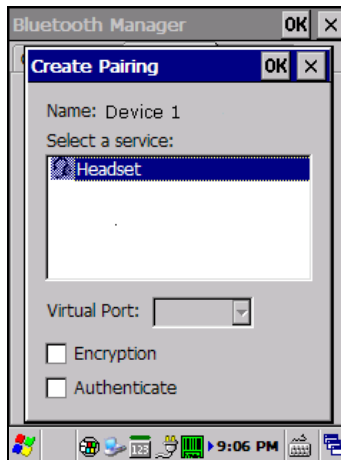 Bluetooth Manager OK ×
Create Pairing OK ×
Name: Device 1
Select a service:
Headset
Virtual Port:
Encryption
Authenticate
123 9:06 PM